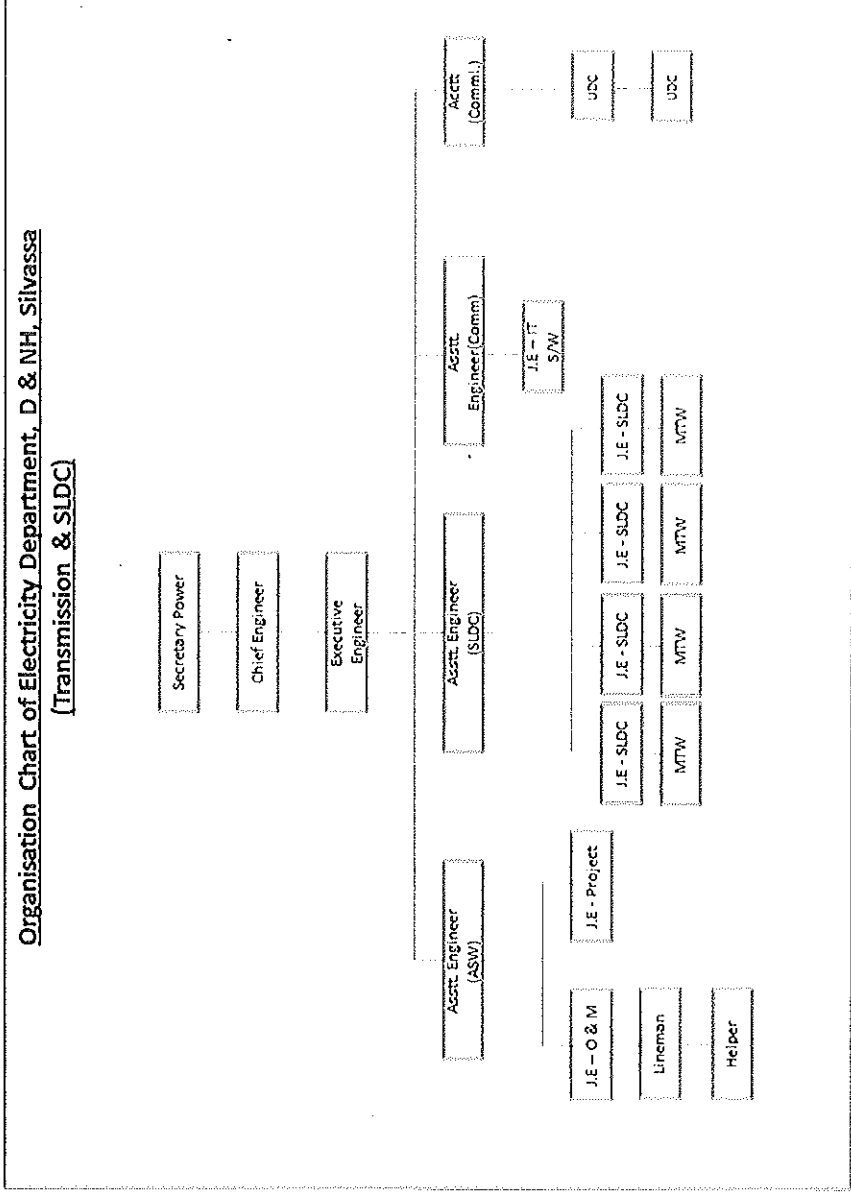 Organisation Chart of Electricity Department, D & NH, Silvassa
(Transmission & SLDC)
Secretary Power
Chief Engineer
Executive
Engineer
Asstt. Engineer
(ASW)
Asstt. Engineer
(SLDC)
Asstt.
Engineer(Comm)
Acctt
(Comml.)
J.E – IT
S/W
J.E – O & M
J.E - Project
UDC
J.E - SLDC
J.E - SLDC
J.E - SLDC
J.E - SLDC
Lineman
MTW
MTW
MTW
MTW
UDC
Helper